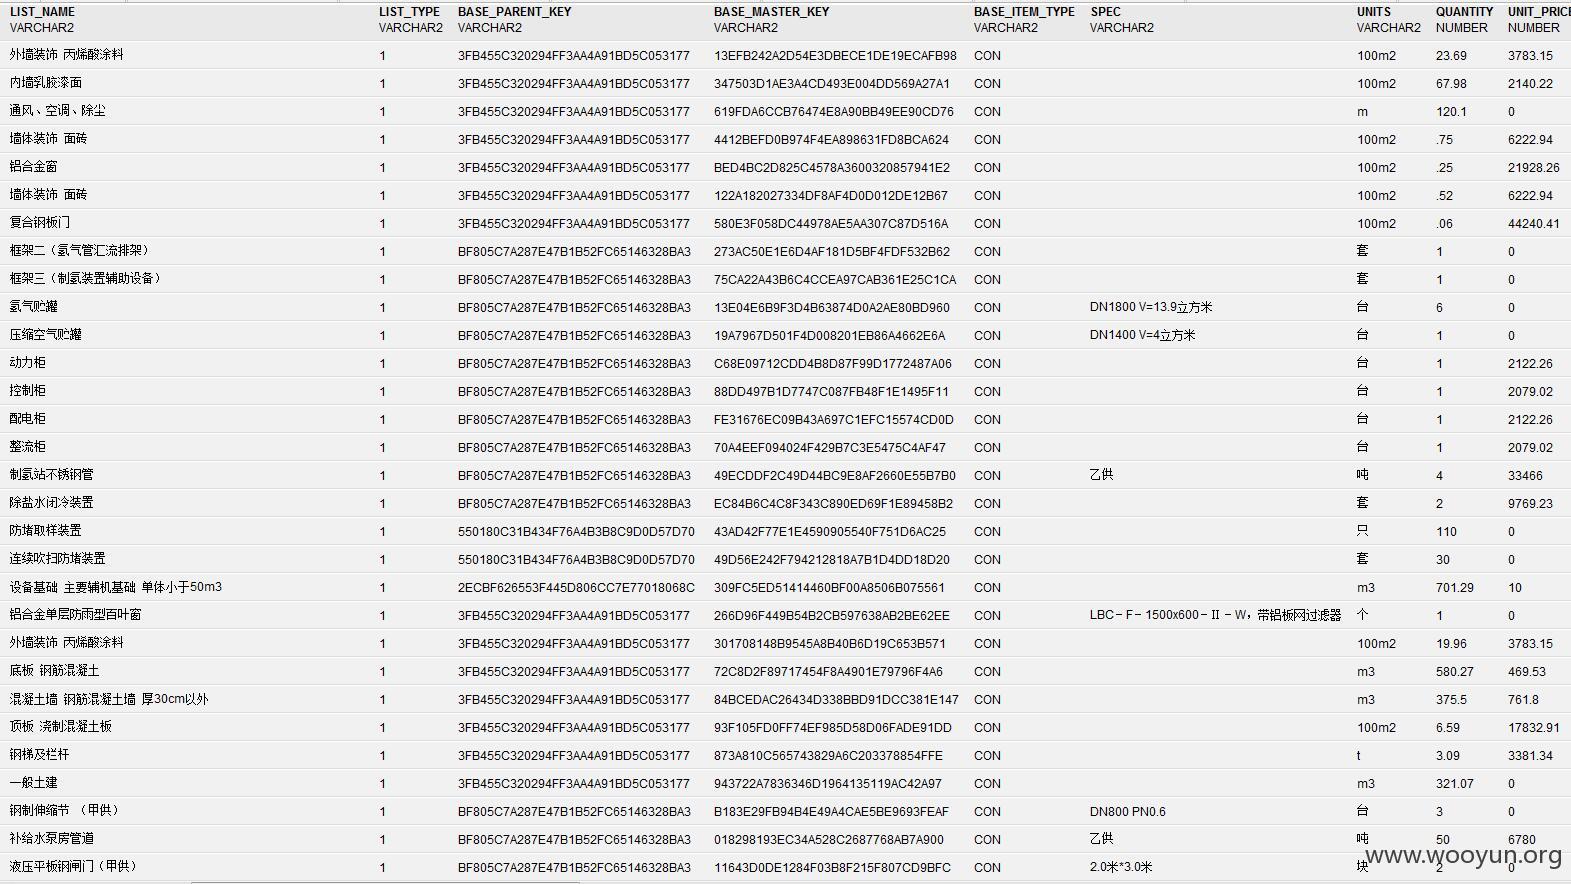 LIST_NAME LIST_TYPE BASE_PARENT_KEY BASE_MASTER_KEY BASE_ITEM_TYPE SPEC UNITS QUANTITY UNIT_PRICE
VARCHAR2 VARCHAR2 VARCHAR2 VARCHAR2 VARCHAR2 VARCHAR2 VARCHAR2 NUMBER NUMBER
外墙装饰 丙烯酸涂料 1 3FB455C320294FF3AA4A91BD5C053177 13EFB242A2D54E3DBECE1DE19ECAFB98 CON 100m2 23.69 3783.15
内墙乳胶漆面 1 3FB455C320294FF3AA4A91BD5C053177 347503D1AE3A4CD493E004DD569A27A1 CON 100m2 67.98 2140.22
通风、空调、除尘 1 3FB455C320294FF3AA4A91BD5C053177 619FDA6CCB76474E8A90BB49EE90CD76 CON m 120.1 0
墙体装饰 面砖 1 3FB455C320294FF3AA4A91BD5C053177 4412BEFD0B974F4EA898631FD8BCA624 CON 100m2 .75 6222.94
铝合金窗 1 3FB455C320294FF3AA4A91BD5C053177 BED4BC2D825C4578A3600320857941E2 CON 100m2 .25 21928.26
墙体装饰 面砖 1 3FB455C320294FF3AA4A91BD5C053177 122A182027334DF8AF4D0D012DE12B67 CON 100m2 .52 6222.94
复合钢板门 1 3FB455C320294FF3AA4A91BD5C053177 580E3F058DC44978AE5AA307C87D516A CON 100m2 .06 44240.41
框架二（氢气管汇流排架） 1 BF805C7A287E47B1B52FC65146328BA3 273AC50E1E6D4AF181D5BF4FDF532B62 CON 套 1 0
框架三（制氢装置辅助设备） 1 BF805C7A287E47B1B52FC65146328BA3 75CA22A43B6C4CCEA97CAB361E25C1CA CON 套 1 0
氢气贮罐 1 BF805C7A287E47B1B52FC65146328BA3 13E04E6B9F3D4B63874D0A2AE80BD960 CON DN1800 V=13.9立方米 台 6 0
压缩空气贮罐 1 BF805C7A287E47B1B52FC65146328BA3 19A7967D501F4D008201EB86A4662E6A CON DN1400 V=4立方米 台 1 0
动力柜 1 BF805C7A287E47B1B52FC65146328BA3 C68E09712CDD4B8D87F99D1772487A06 CON 台 1 2122.26
控制柜 1 BF805C7A287E47B1B52FC65146328BA3 88DD497B1D7747C087FB48F1E1495F11 CON 台 1 2079.02
配电柜 1 BF805C7A287E47B1B52FC65146328BA3 FE31676EC09B43A697C1EFC15574CD0D CON 台 1 2122.26
整流柜 1 BF805C7A287E47B1B52FC65146328BA3 70A4EEF094024F429B7C3E5475C4AF47 CON 台 1 2079.02
制氢站不锈钢管 1 BF805C7A287E47B1B52FC65146328BA3 49ECDDF2C49D44BC9E8AF2660E55B7B0 CON 乙供 吨 4 33466
除盐水闭冷装置 1 BF805C7A287E47B1B52FC65146328BA3 EC84B6C4C8F343C890ED69F1E89458B2 CON 套 2 9769.23
防堵取样装置 1 550180C31B434F76A4B3B8C9D0D57D70 43AD42F77E1E4590905540F751D6AC25 CON 只 110 0
连续吹扫防堵装置 1 550180C31B434F76A4B3B8C9D0D57D70 49D56E242F794212818A7B1D4DD18D20 CON 套 30 0
设备基础 主要辅机基础 单体小于50m3 1 2ECBF626553F445D806CC7E77018068C 309FC5ED51414460BF00A8506B075561 CON m3 701.29 10
铝合金单层防雨型百叶窗 1 3FB455C320294FF3AA4A91BD5C053177 266D96F449B54B2CB597638AB2BE62EE CON LBC－F－1500x600－II－W，带铝板网过滤器 个 1 0
外墙装饰 丙烯酸涂料 1 3FB455C320294FF3AA4A91BD5C053177 301708148B9545A8B40B6D19C653B571 CON 100m2 19.96 3783.15
底板 钢筋混凝土 1 3FB455C320294FF3AA4A91BD5C053177 72C8D2F89717454F8A4901E79796F4A6 CON m3 580.27 469.53
混凝土墙 钢筋混凝土墙 厚30cm以外 1 3FB455C320294FF3AA4A91BD5C053177 84BCEDAC26434D338BBD91DCC381E147 CON m3 375.5 761.8
顶板 浇制混凝土板 1 3FB455C320294FF3AA4A91BD5C053177 93F105FD0FF74EF985D58D06FADE91DD CON 100m2 6.59 17832.91
钢梯及栏杆 1 3FB455C320294FF3AA4A91BD5C053177 873A810C565743829A6C203378854FFE CON t 3.09 3381.34
一般土建 1 3FB455C320294FF3AA4A91BD5C053177 943722A7836346D1964135119AC42A97 CON m3 321.07 0
钢制伸缩节 （甲供） 1 BF805C7A287E47B1B52FC65146328BA3 B183E29FB94B4E49A4CAE5BE9693FEAF CON DN800 PN0.6 台 3 0
补给水泵房管道 1 BF805C7A287E47B1B52FC65146328BA3 018298193EC34A528C2687768AB7A900 CON 乙供 吨 50 6780
液压平板钢闸门（甲供） 1 BF805C7A287E47B1B52FC65146328BA3 11643D0DE1284F03B8F215F807CD9BFC CON 2.0米*3.0米 块 2 0
www.wooyun.org